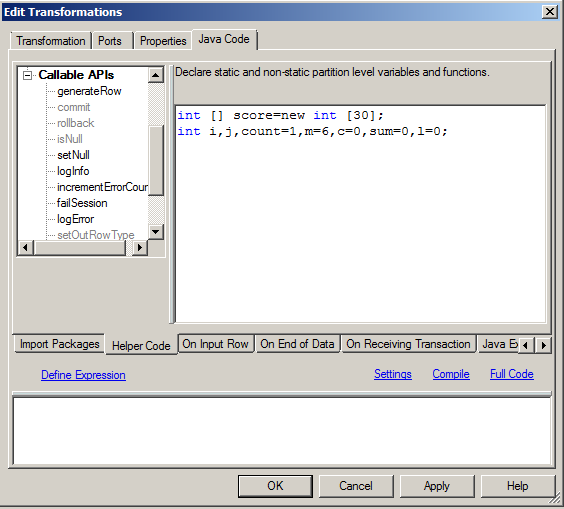 Edit Transformations
Transformation Ports Properties Java Code
Callable APIs
generateRow
commit
rollback
isNull
setNull
logInfo
incrementErrorCour
failSession
logError
setOutRowType
Declare static and non-static partition level variables and functions.
int [] score=new int [30];
int i,j,count=1,m=6,c=0,sum=0,l=0;
Import Packages Helper Code On Input Row On End of Data On Receiving Transaction Java E
Define Expression Settings Compile Full Code
OK Cancel Apply Help